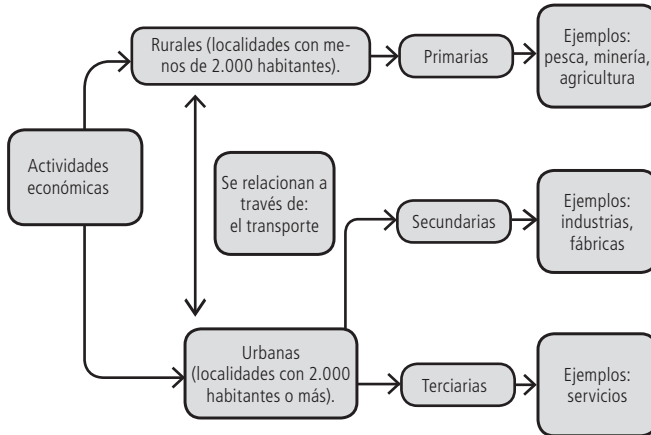 Rurales (localidades con me-
nos de 2.000 habitantes).
Primarias
Ejemplos:
pesca, minería,
agricultura
Actividades
económicas
Se relacionan a
través de:
el transporte
Secundarias
Ejemplos:
industrias,
fábricas
Urbanas
(localidades con 2.000
habitantes o más).
Terciarias
Ejemplos:
servicios